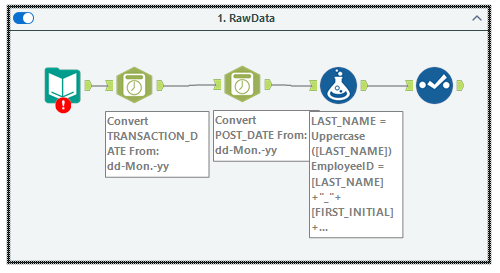 1. RawData
Convert
TRANSACTION_D
ATE From:
dd-Mon.-yy
Convert
POST_DATE From:
dd-Mon.-yy
LAST_NAME =
Uppercase
([LAST_NAME])
EmployeeID =
[LAST_NAME]
+"_"+
[FIRST_INITIAL]
+...